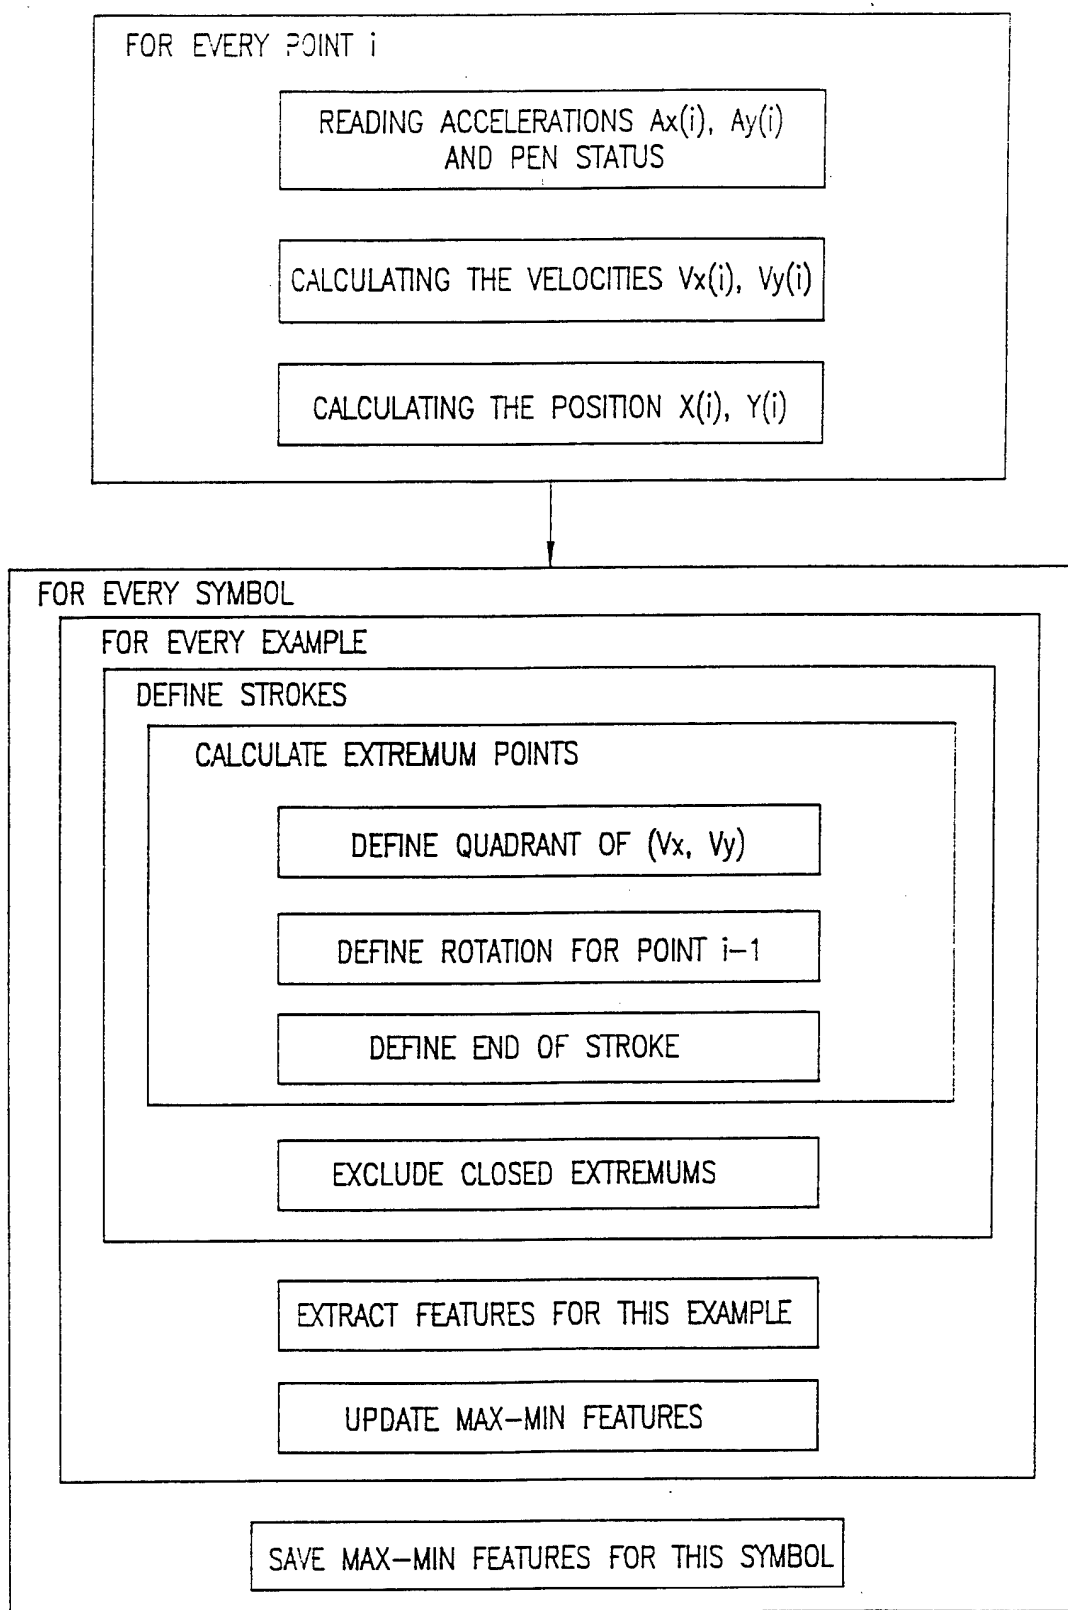 FOR EVERY POINT i
READING ACCELERATIONS Ax(i), Ay(i)
AND PEN STATUS
CALCULATING THE VELOCITIES Vx(i), Vy(i)
CALCULATING THE POSITION X(i), Y(i)
FOR EVERY SYMBOL
FOR EVERY EXAMPLE
DEFINE STROKES
CALCULATE EXTREMUM POINTS
DEFINE QUADRANT OF (Vx, Vy)
DEFINE ROTATION FOR POINT i-1
DEFINE END OF STROKE
EXCLUDE CLOSED EXTREMUMS
EXTRACT FEATURES FOR THIS EXAMPLE
UPDATE MAX-MIN FEATURES
SAVE MAX-MIN FEATURES FOR THIS SYMBOL